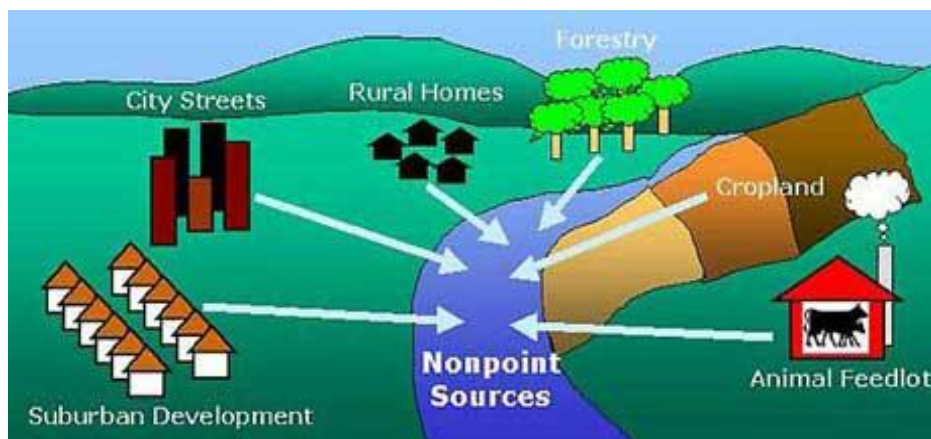 Forestry
City Streets
Rural Homes
Cropland
Nonpoint
Sources
Animal Feedlot
Suburban Development